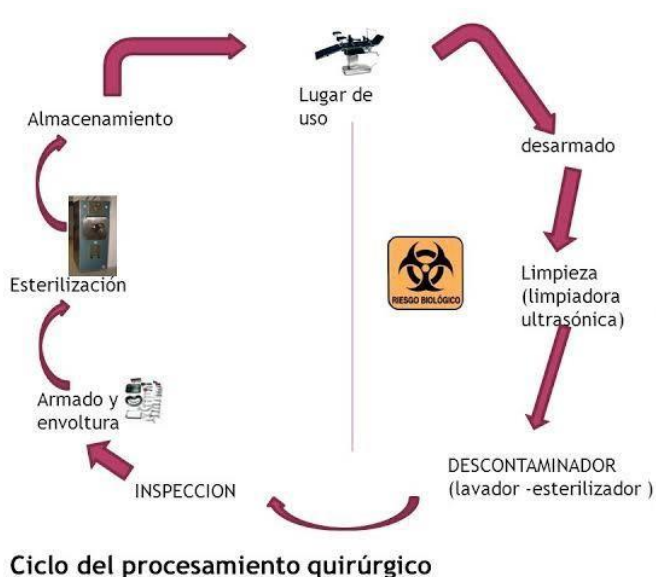 Lugar de
uso
desarmado
Limpieza
(limpiadora
ultrasónica)
RIESGO BIOLÓGICO
DESCONTAMINADOR
(lavador -esterilizador )
INSPECCION
Armado y
envoltura
Esterilización
Almacenamiento
Ciclo del procesamiento quirúrgico